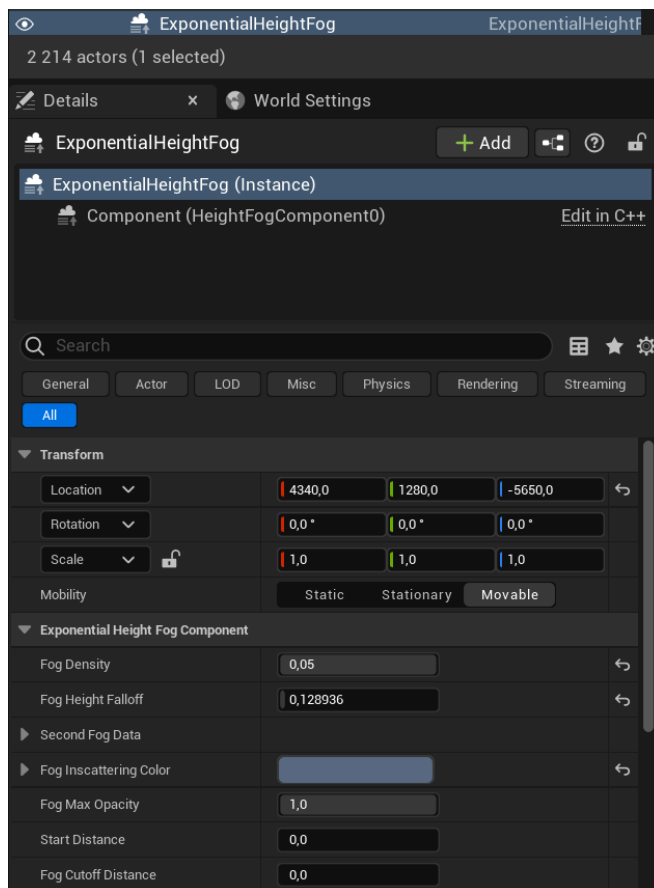 ExponentialHeightFog ExponentialHeightF
2 214 actors (1 selected)
Details × World Settings
ExponentialHeightFog + Add
ExponentialHeightFog (Instance)
Component (HeightFogComponent0) Edit in C++
Search
General Actor LOD Misc Physics Rendering Streaming
All
Transform
Location 4340,0 1280,0 -5650,0
Rotation 0,0 ° 0,0 ° 0,0 °
Scale 1,0 1,0 1,0
Mobility Static Stationary Movable
Exponential Height Fog Component
Fog Density 0,05
Fog Height Falloff 0,128936
Second Fog Data
Fog Inscattering Color
Fog Max Opacity 1,0
Start Distance 0,0
Fog Cutoff Distance 0,0